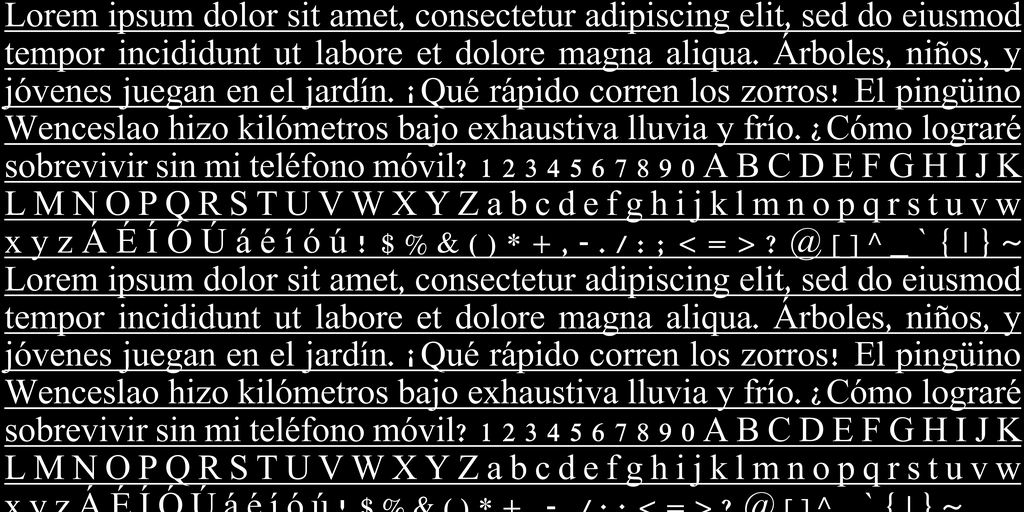 Lorem ipsum dolor sit amet, consectetur adipiscing elit, sed do eiusmod
tempor incididunt ut labore et dolore magna aliqua. Árboles, niños, y
jóvenes juegan en el jardín. ¡Qué rápido corren los zorros! El pingüino
Wenceslao hizo kilómetros bajo exhaustiva lluvia y frío. ¿Cómo lograré
sobrevivir sin mi teléfono móvil? 1 2 3 4 5 6 7 8 9 0 A B C D E F G H I J K
L M N O P Q R S T U V W X Y Z a b c d e f g h i j k l m n o p q r s t u v w
x y z Á É Í Ó Ú á é í ó ú ! $ % & ( ) * + , - . / : ; < = > ? @ [ ] ^ _ ` { | } ~
Lorem ipsum dolor sit amet, consectetur adipiscing elit, sed do eiusmod
tempor incididunt ut labore et dolore magna aliqua. Árboles, niños, y
jóvenes juegan en el jardín. ¡Qué rápido corren los zorros! El pingüino
Wenceslao hizo kilómetros bajo exhaustiva lluvia y frío. ¿Cómo lograré
sobrevivir sin mi teléfono móvil? 1 2 3 4 5 6 7 8 9 0 A B C D E F G H I J K
L M N O P Q R S T U V W X Y Z a b c d e f g h i j k l m n o p q r s t u v w
x y z Á É Í Ó Ú á é í ó ú ! $ % & ( ) * + - / : < = > ? @ [ ] ^ ` { | } ~